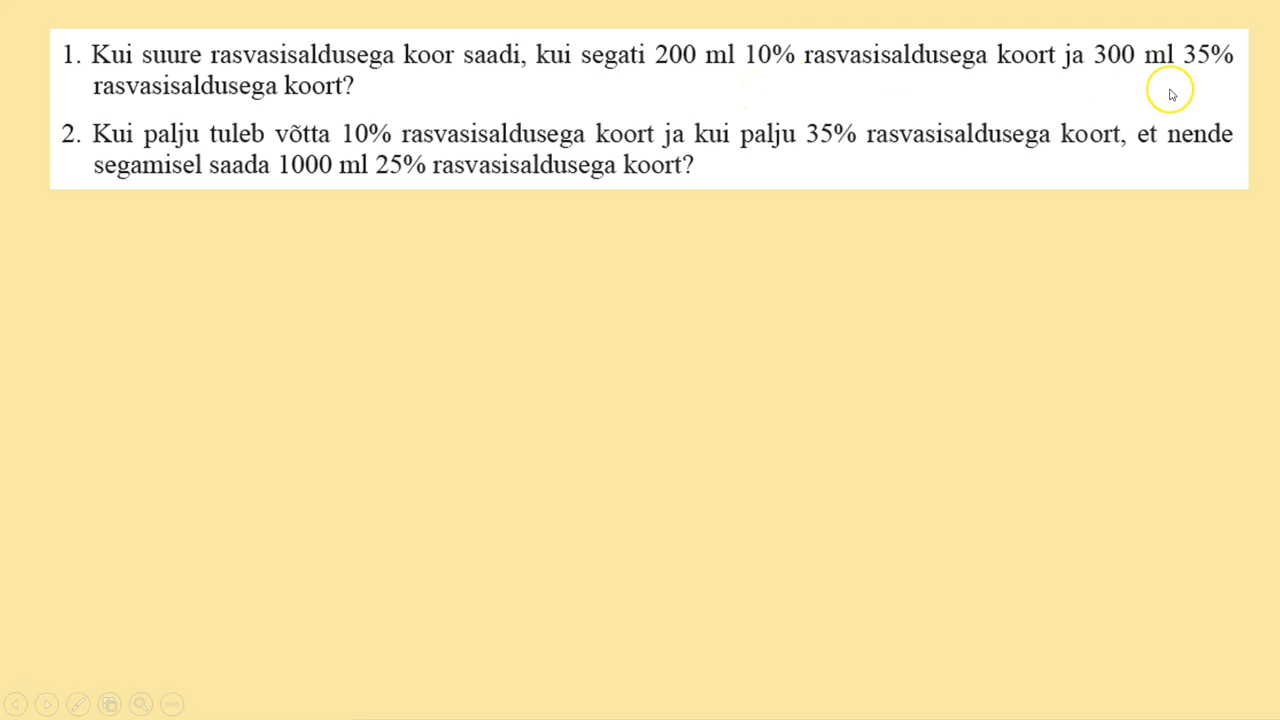 1. Kui suure rasvasisaldusega koor saadi, kui segati 200 ml 10% rasvasisaldusega koort ja 300 ml 35%
rasvasisaldusega koort?
2. Kui palju tuleb võtta 10% rasvasisaldusega koort ja kui palju 35% rasvasisaldusega koort, et nende
segamisel saada 1000 ml 25% rasvasisaldusega koort?